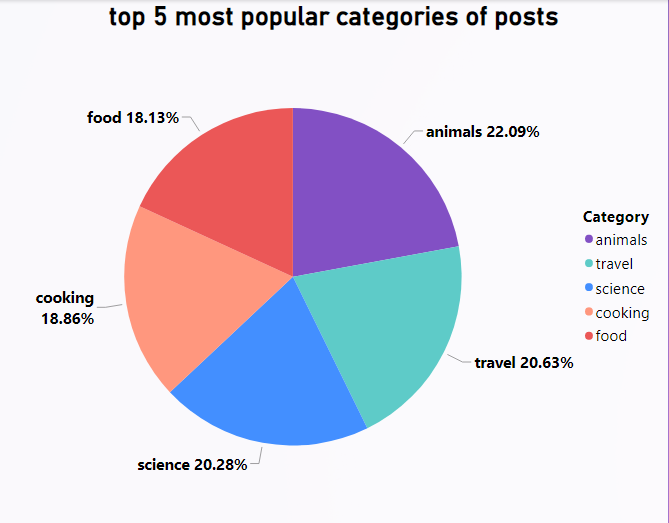 top 5 most popular categories of posts
food 18.13%
animals 22.09%
Category
animals
travel
science
cooking
food
cooking
18.86%
travel 20.63%
science 20.28%